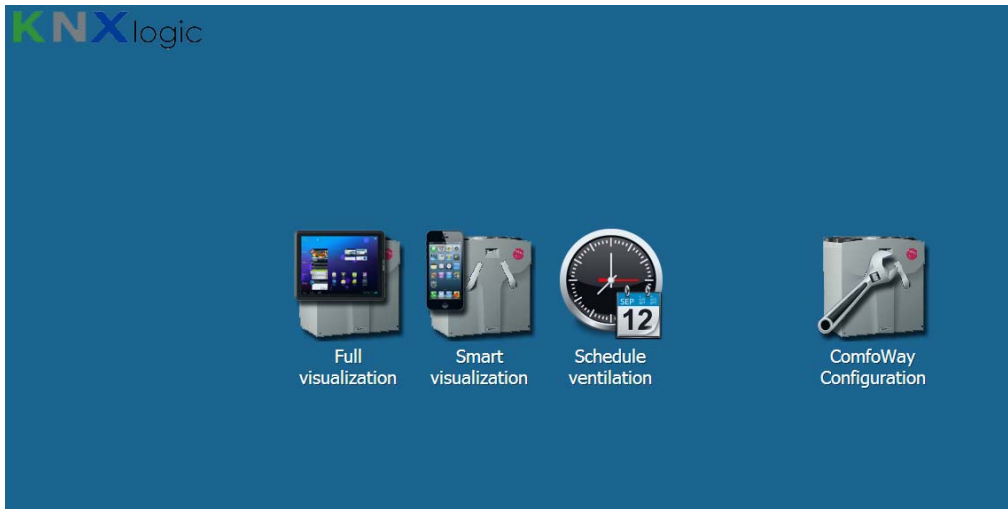 KNXlogic
SEP
12
Full
visualization
Smart
visualization
Schedule
ventilation
ComfoWay
Configuration